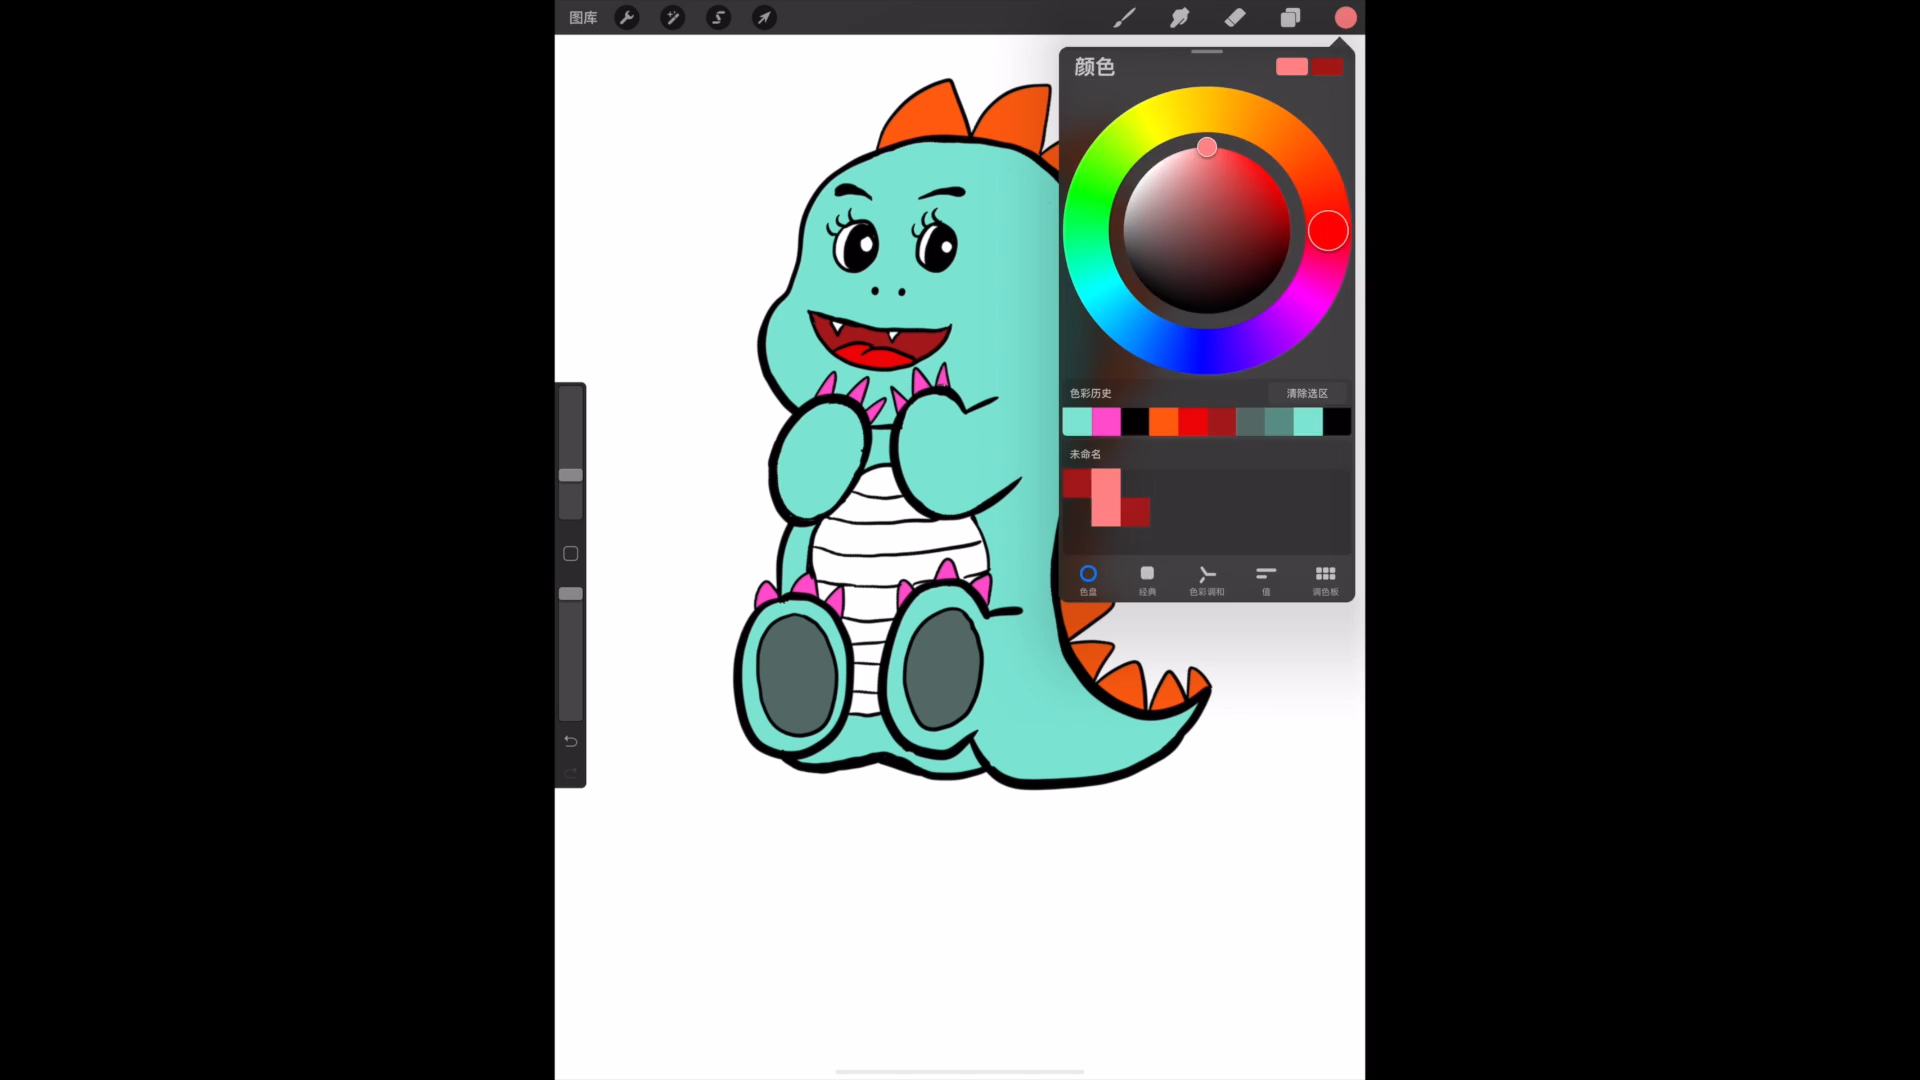 图库
颜色
色彩历史 清除选区
未命名
色盘 经典 色彩调和 值 调色板